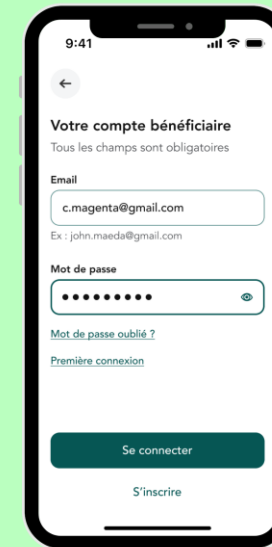 9:41
Votre compte bénéficiaire
Tous les champs sont obligatoires
Email
c.magenta@gmail.com
Ex : john.maeda@gmail.com
Mot de passe
●●●●●●●●●
Mot de passe oublié ?
Première connexion
Se connecter
S'inscrire